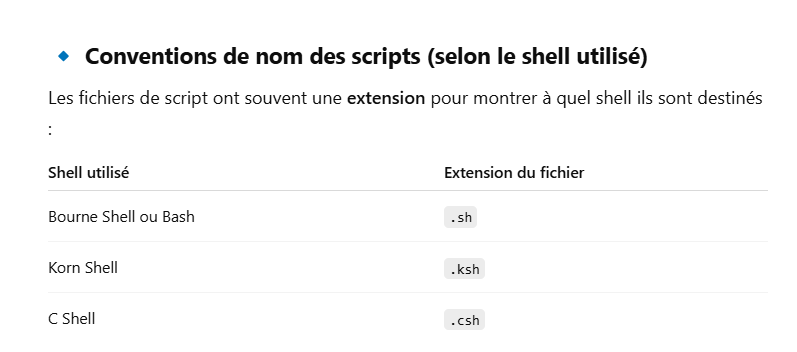 Conventions de nom des scripts (selon le shell utilisé)
Les fichiers de script ont souvent une extension pour montrer à quel shell ils sont destinés
:
Shell utilisé Extension du fichier
Bourne Shell ou Bash .sh
Korn Shell .ksh
C Shell .csh